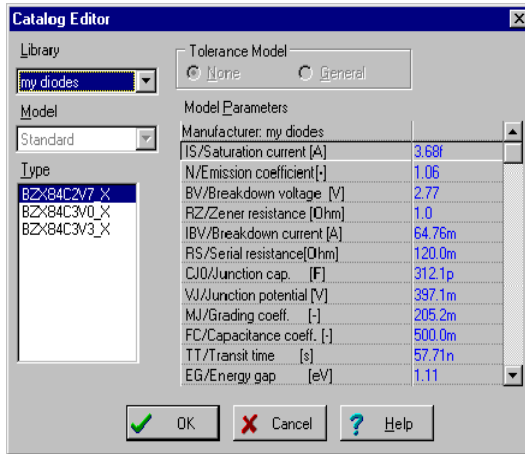 Catalog Editor
Library
my diodes
Model
Standard
Type
BZX84C2V7_X
BZX84C3V0_X
BZX84C3V3_X
Tolerance Model
None General
Model Parameters
Manufacturer: my diodes
IS/Saturation current [A] 3.68f
N/Emission coefficient[-] 1.06
BV/Breakdown voltage [V] 2.77
RZ/Zener resistance [Ohm] 1.0
IBV/Breakdown current [A] 64.76m
RS/Serial resistance[Ohm] 120.0m
CJ0/Junction cap. [F] 312.1p
VJ/Junction potential [V] 397.1m
MJ/Grading coeff. [-] 205.2m
FC/Capacitance coeff. [-] 500.0m
TT/Transit time [s] 57.71n
EG/Energy gap [eV] 1.11
OK Cancel Help